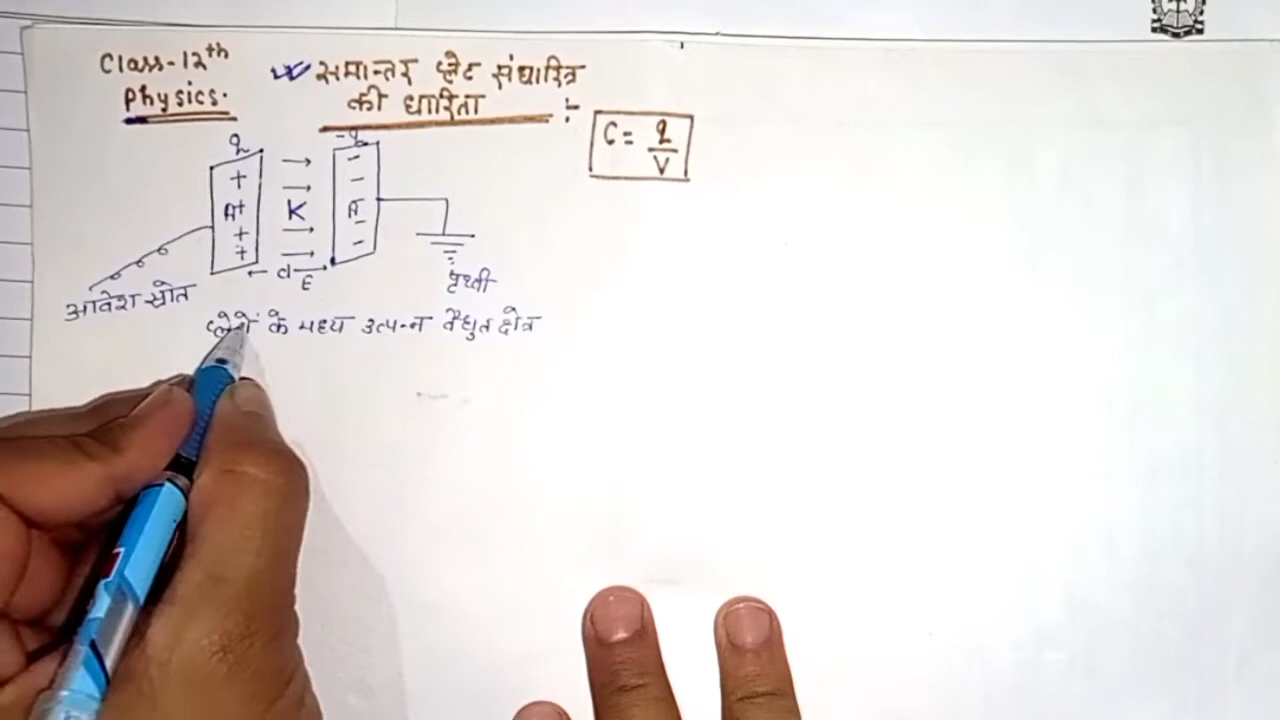 Class-12th
Physics.
समान्तर प्लेट संधारित्र
की धारिता :-
C = q/V
q
-q
+
+
+
+
A
K
A
-
-
-
-
← d →
E
आवेश स्रोत
पृथ्वी
प्लेटों के मध्य उत्पन्न वैद्युत क्षेत्र